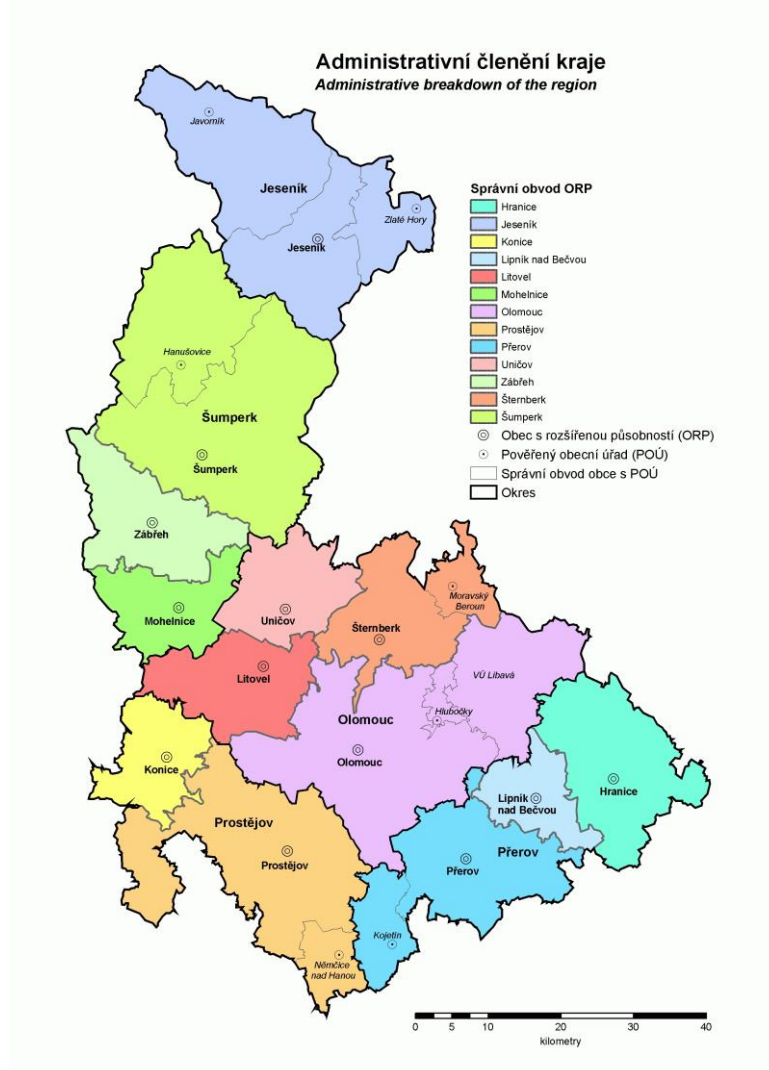 Administrativní členění kraje
Administrative breakdown of the region
Javorník
Jeseník
Zlaté Hory
Jeseník
Správní obvod ORP
Hranice
Jeseník
Konice
Lipník nad Bečvou
Litovel
Mohelnice
Olomouc
Prostějov
Přerov
Uničov
Zábřeh
Šternberk
Šumperk
Obec s rozšířenou působností (ORP)
Pověřený obecní úřad (POÚ)
Správní obvod obce s POÚ
Okres
Hanušovice
Šumperk
Šumperk
Zábřeh
Moravský
Beroun
Mohelnice
Uničov
Šternberk
Litovel
VÚ Libavá
Hlubočky
Olomouc
Olomouc
Konice
Hranice
Lipník
nad Bečvou
Prostějov
Prostějov
Přerov
Přerov
Kojetín
Němčice
nad Hanou
0 5 10 20 30 40
kilometry